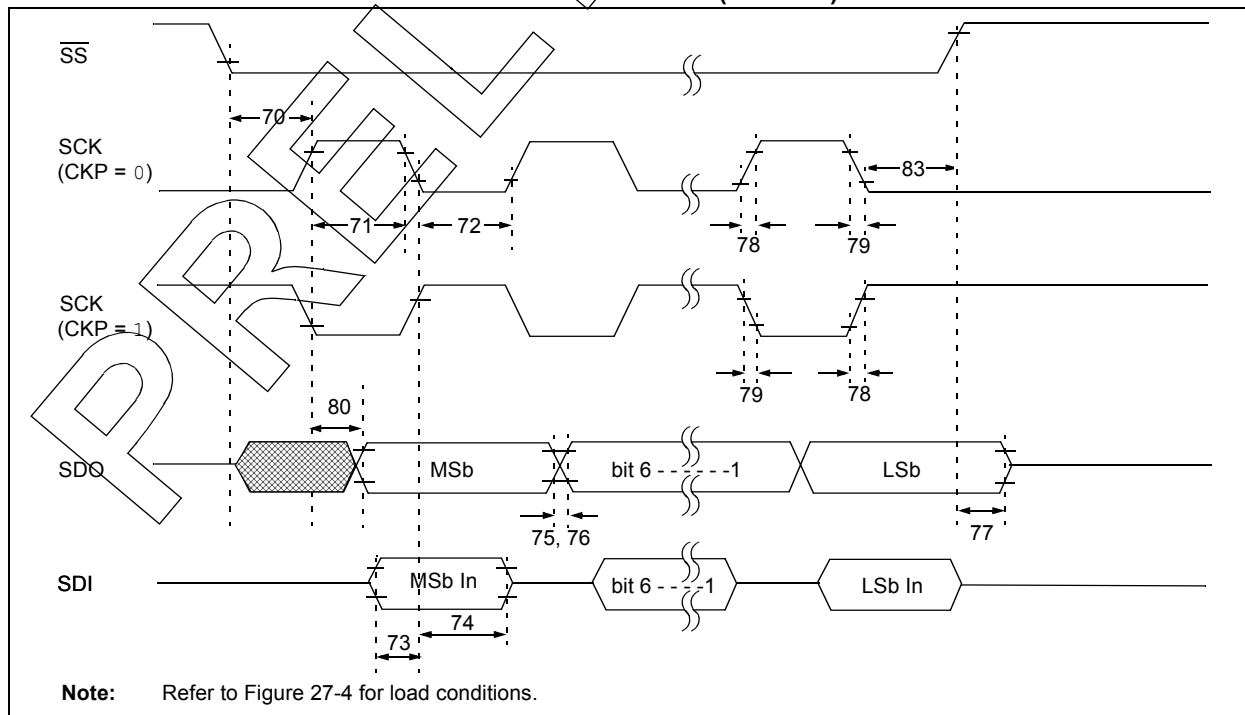 SS
70
SCK
(CKP = 0)
83
71
72
78
79
SCK
(CKP = 1)
79
78
80
SDO
MSb
bit 6 - - - - - -1
LSb
75, 76
77
SDI
MSb In
bit 6 - - - -1
LSb In
74
73
Note: Refer to Figure 27-4 for load conditions.
PREL